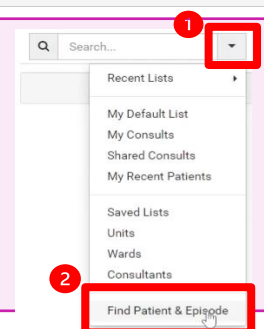 1
Search...
Recent Lists
My Default List
My Consults
Shared Consults
My Recent Patients
Saved Lists
Units
Wards
Consultants
2
Find Patient & Episode